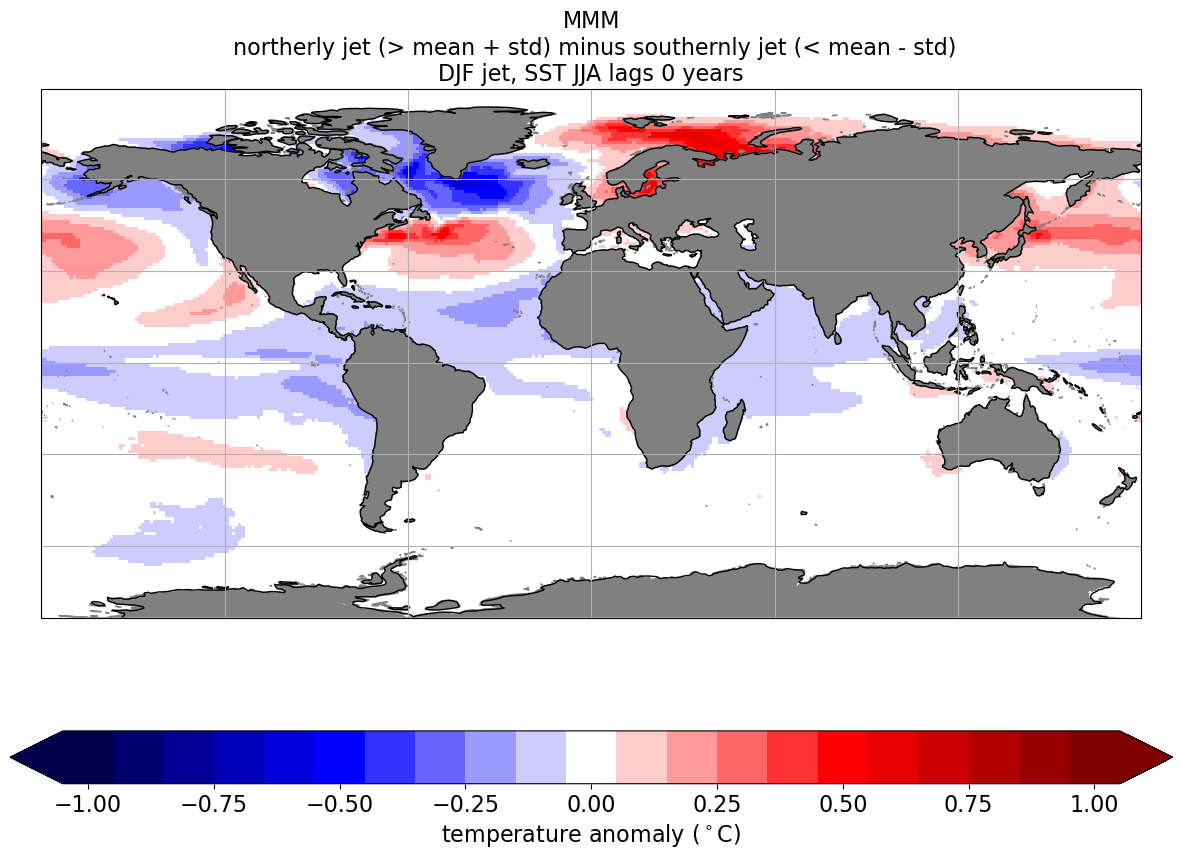 MMM
northerly jet (> mean + std) minus southernly jet (< mean - std)
DJF jet, SST JJA lags 0 years
−1.00 −0.75 −0.50 −0.25 0.00 0.25 0.50 0.75 1.00
temperature anomaly (°C)